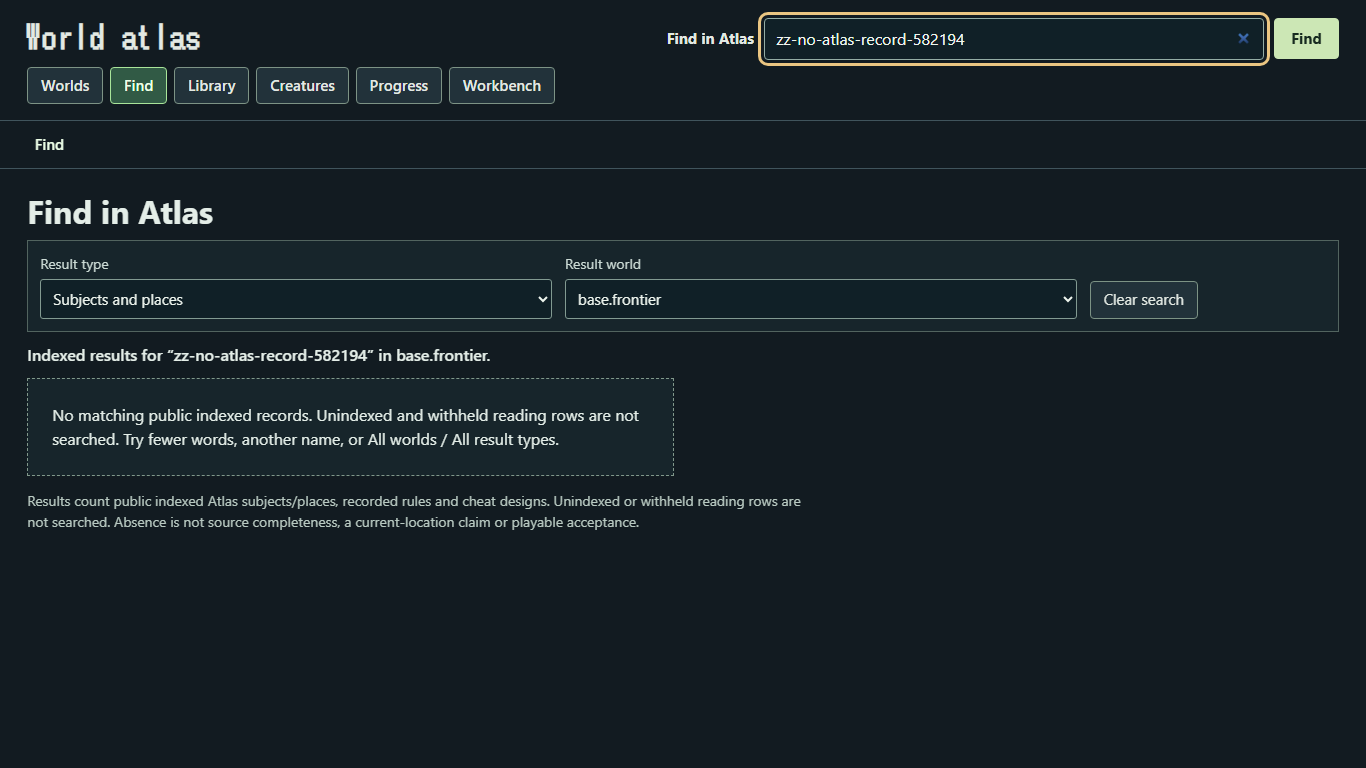 World atlas
Find in Atlas
zz-no-atlas-record-582194
Find
Worlds
Find
Library
Creatures
Progress
Workbench
Find
Find in Atlas
Result type
Result world
Subjects and places
base.frontier
Clear search
Indexed results for “zz-no-atlas-record-582194” in base.frontier.
No matching public indexed records. Unindexed and withheld reading rows are not
searched. Try fewer words, another name, or All worlds / All result types.
Results count public indexed Atlas subjects/places, recorded rules and cheat designs. Unindexed or withheld reading rows are
not searched. Absence is not source completeness, a current-location claim or playable acceptance.